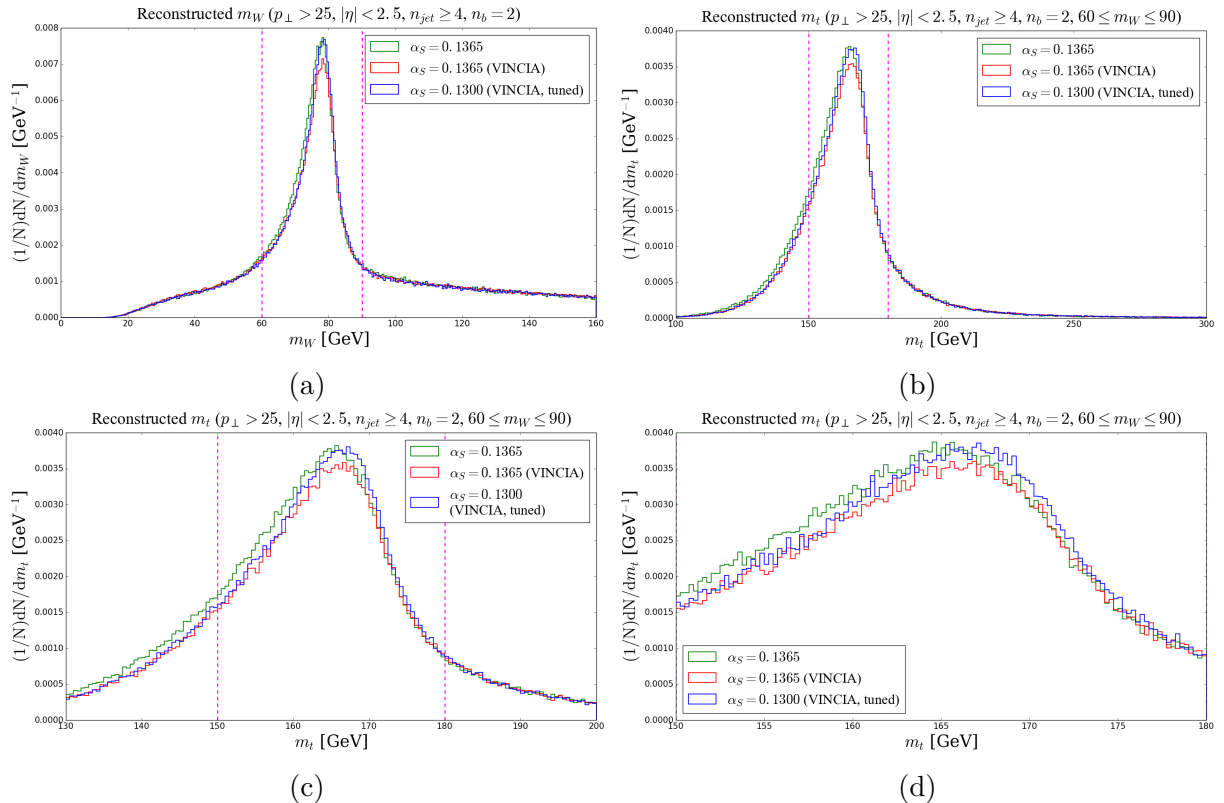 Reconstructed m_W (p_⊥ > 25, |η| < 2.5, n_jet ≥ 4, n_b = 2)
α_S = 0.1365
α_S = 0.1365 (VINCIA)
α_S = 0.1300 (VINCIA, tuned)
(1/N)dN/dm_W [GeV⁻¹]
0.008
0.007
0.006
0.005
0.004
0.003
0.002
0.001
0.000
0 20 40 60 80 100 120 140 160
m_W [GeV]
(a)
Reconstructed m_t (p_⊥ > 25, |η| < 2.5, n_jet ≥ 4, n_b = 2, 60 ≤ m_W ≤ 90)
α_S = 0.1365
α_S = 0.1365 (VINCIA)
α_S = 0.1300 (VINCIA, tuned)
(1/N)dN/dm_t [GeV⁻¹]
0.0040
0.0035
0.0030
0.0025
0.0020
0.0015
0.0010
0.0005
0.0000
100 150 200 250 300
m_t [GeV]
(b)
Reconstructed m_t (p_⊥ > 25, |η| < 2.5, n_jet ≥ 4, n_b = 2, 60 ≤ m_W ≤ 90)
α_S = 0.1365
α_S = 0.1365 (VINCIA)
α_S = 0.1300
(VINCIA, tuned)
(1/N)dN/dm_t [GeV⁻¹]
0.0040
0.0035
0.0030
0.0025
0.0020
0.0015
0.0010
0.0005
0.0000
130 140 150 160 170 180 190 200
m_t [GeV]
(c)
Reconstructed m_t (p_⊥ > 25, |η| < 2.5, n_jet ≥ 4, n_b = 2, 60 ≤ m_W ≤ 90)
(1/N)dN/dm_t [GeV⁻¹]
0.0040
0.0035
0.0030
0.0025
0.0020
0.0015
0.0010
0.0005
0.0000
α_S = 0.1365
α_S = 0.1365 (VINCIA)
α_S = 0.1300 (VINCIA, tuned)
150 155 160 165 170 175 180
m_t [GeV]
(d)